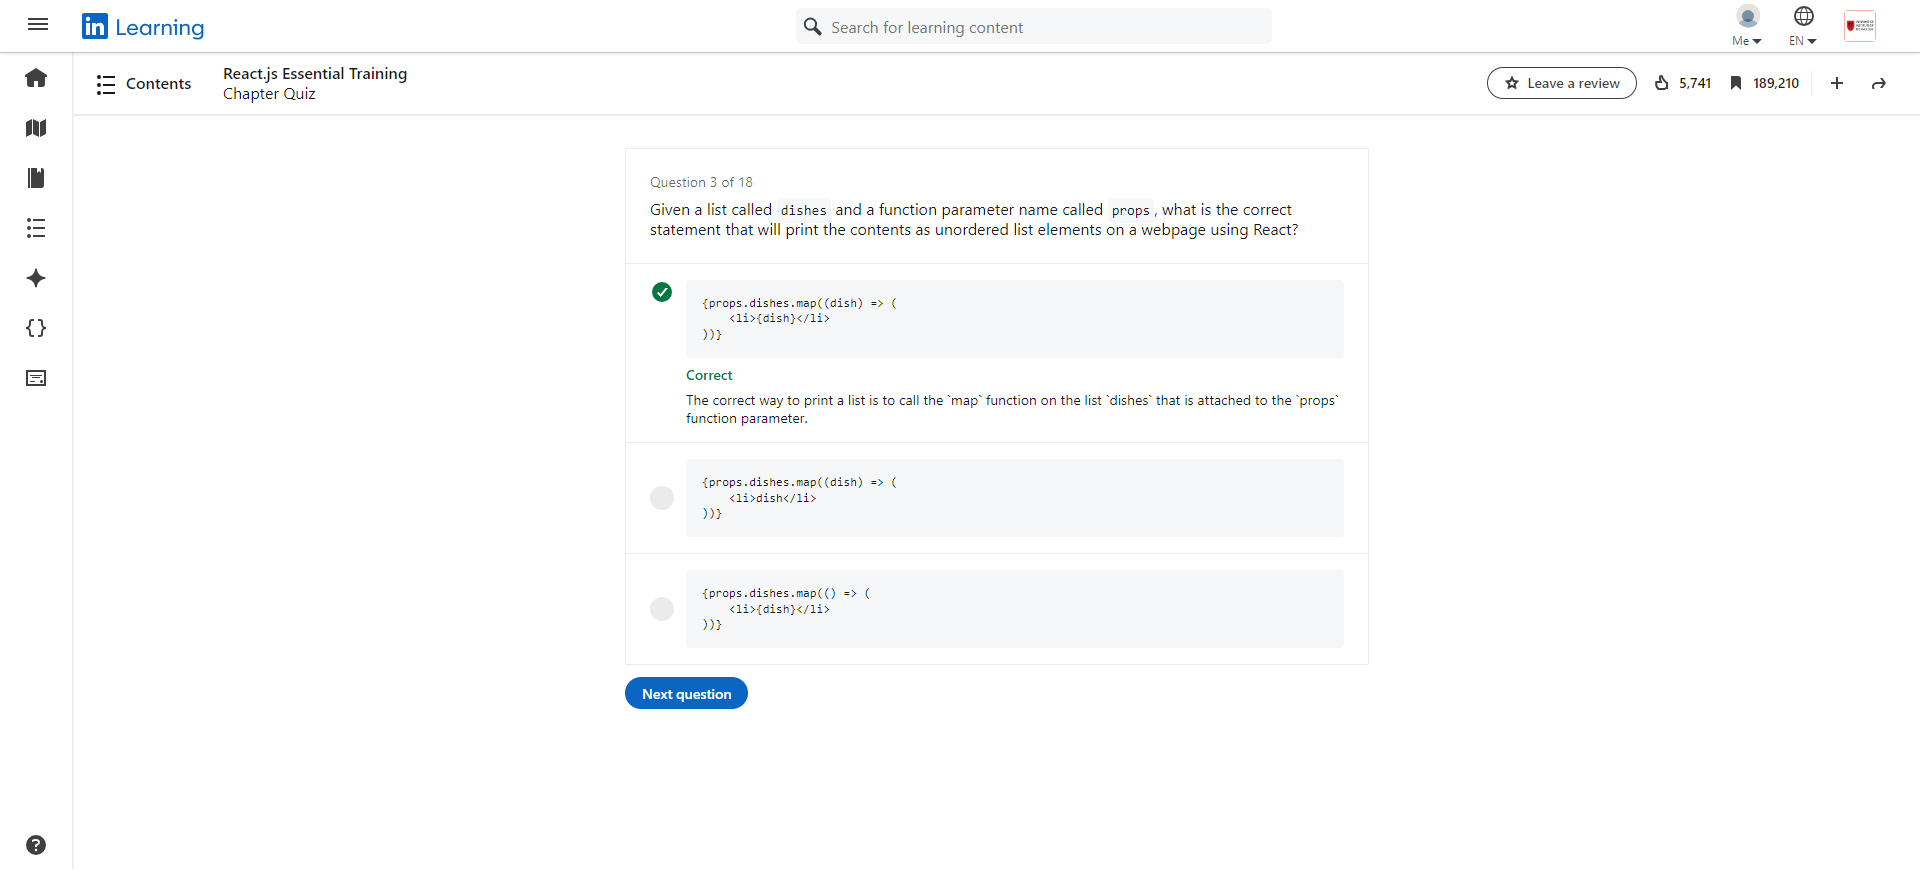 in Learning
Search for learning content
Me
EN
Contents
React.js Essential Training
Chapter Quiz
Leave a review
5,741
189,210
Question 3 of 18
Given a list called dishes and a function parameter name called props, what is the correct
statement that will print the contents as unordered list elements on a webpage using React?
{props.dishes.map((dish) => (
    <li>{dish}</li>
))}
Correct
The correct way to print a list is to call the `map` function on the list `dishes` that is attached to the `props`
function parameter.
{props.dishes.map((dish) => (
    <li>dish</li>
))}
{props.dishes.map(() => (
    <li>{dish}</li>
))}
Next question